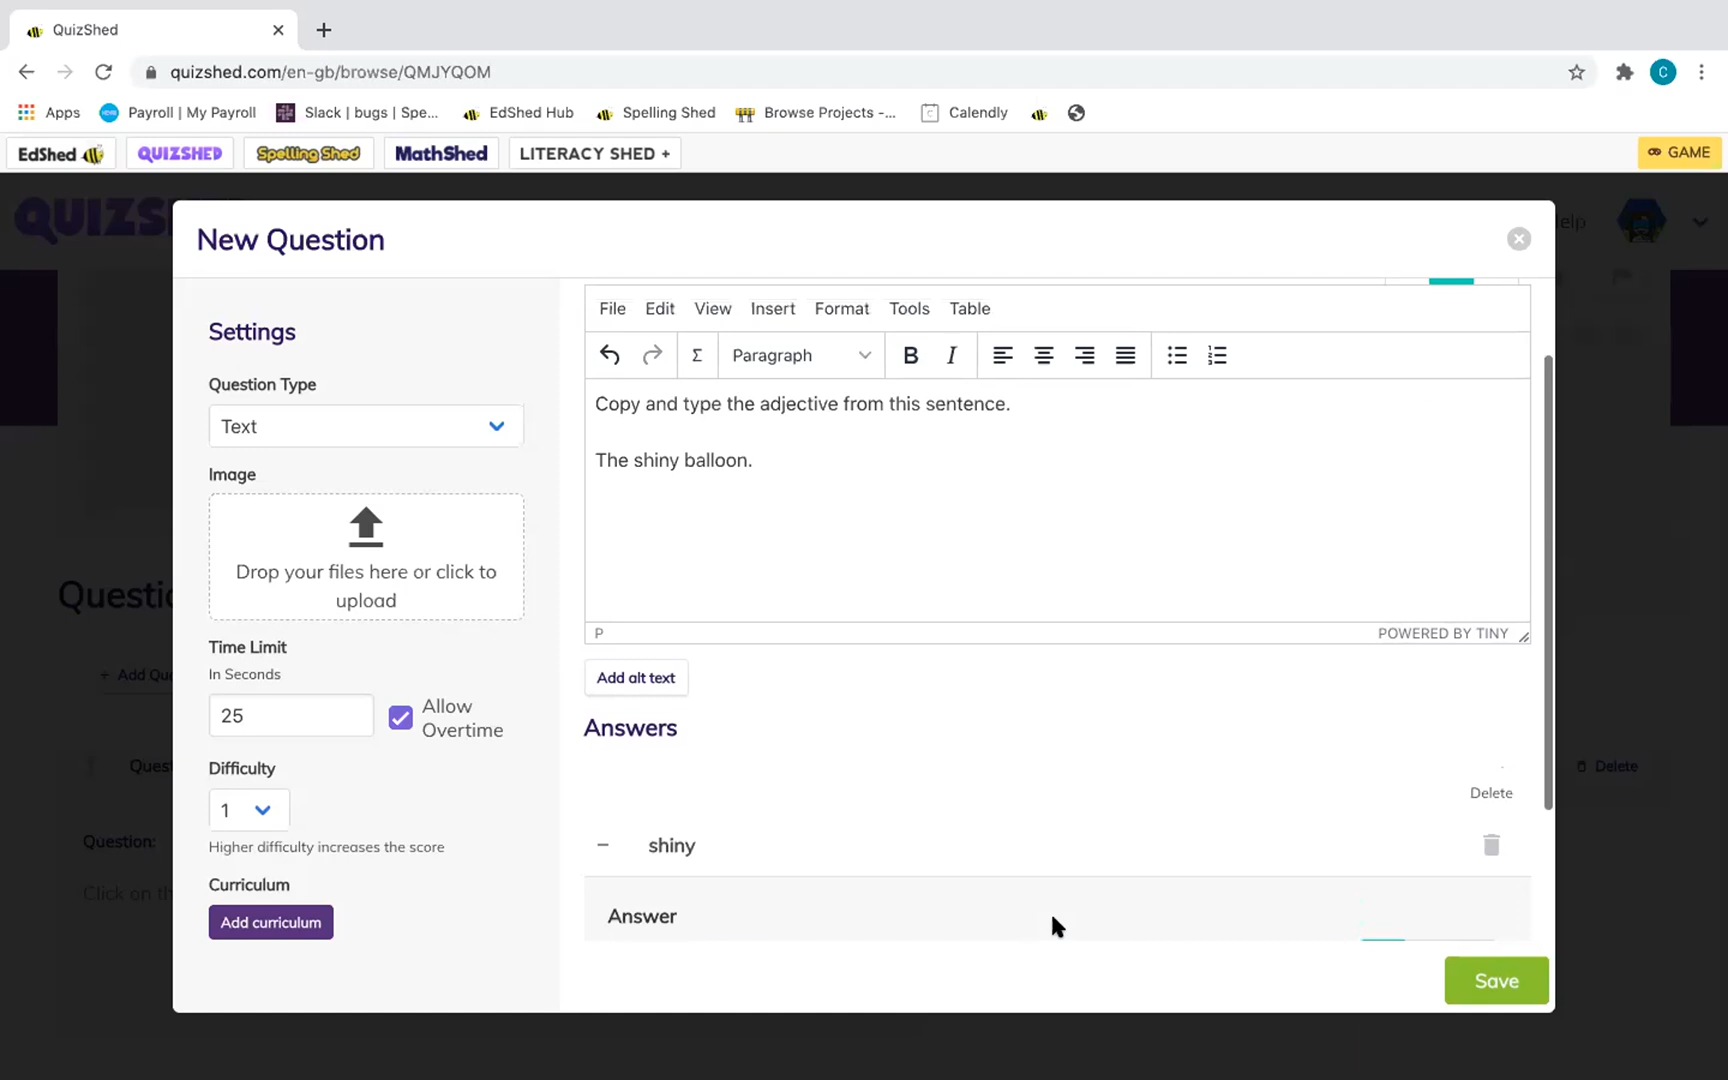 QuizShed
quizshed.com/en-gb/browse/QMJYQOM
C
Apps
Payroll | My Payroll
Slack | bugs | Spe...
EdShed Hub
Spelling Shed
Browse Projects -...
Calendly
EdShed
QUIZSHED
Spelling Shed
MathShed
LITERACY SHED +
GAME
QUIZS
elp
New Question
Settings
Question Type
Text
Image
Drop your files here or click to
upload
Time Limit
In Seconds
25
Allow
Overtime
Difficulty
1
Higher difficulty increases the score
Curriculum
Add curriculum
File Edit View Insert Format Tools Table
Σ Paragraph B I
Copy and type the adjective from this sentence.
The shiny balloon.
P
POWERED BY TINY
Add alt text
Answers
Delete
– shiny
Answer
Save
Questio
+ Add Que
Quest
Delete
Question:
Click on th